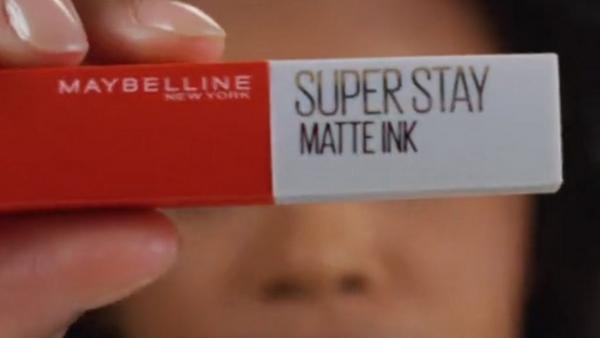 MAYBELLINE
NEW YORK
SUPER STAY
MATTE INK